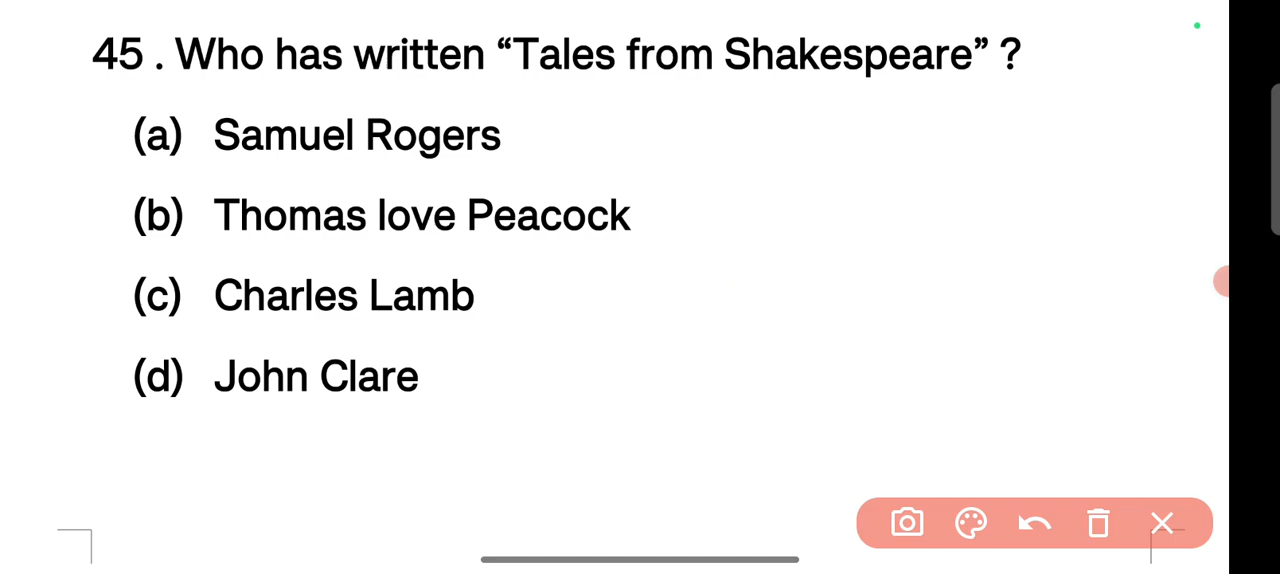 45 . Who has written “Tales from Shakespeare” ?
(a) Samuel Rogers
(b) Thomas love Peacock
(c) Charles Lamb
(d) John Clare